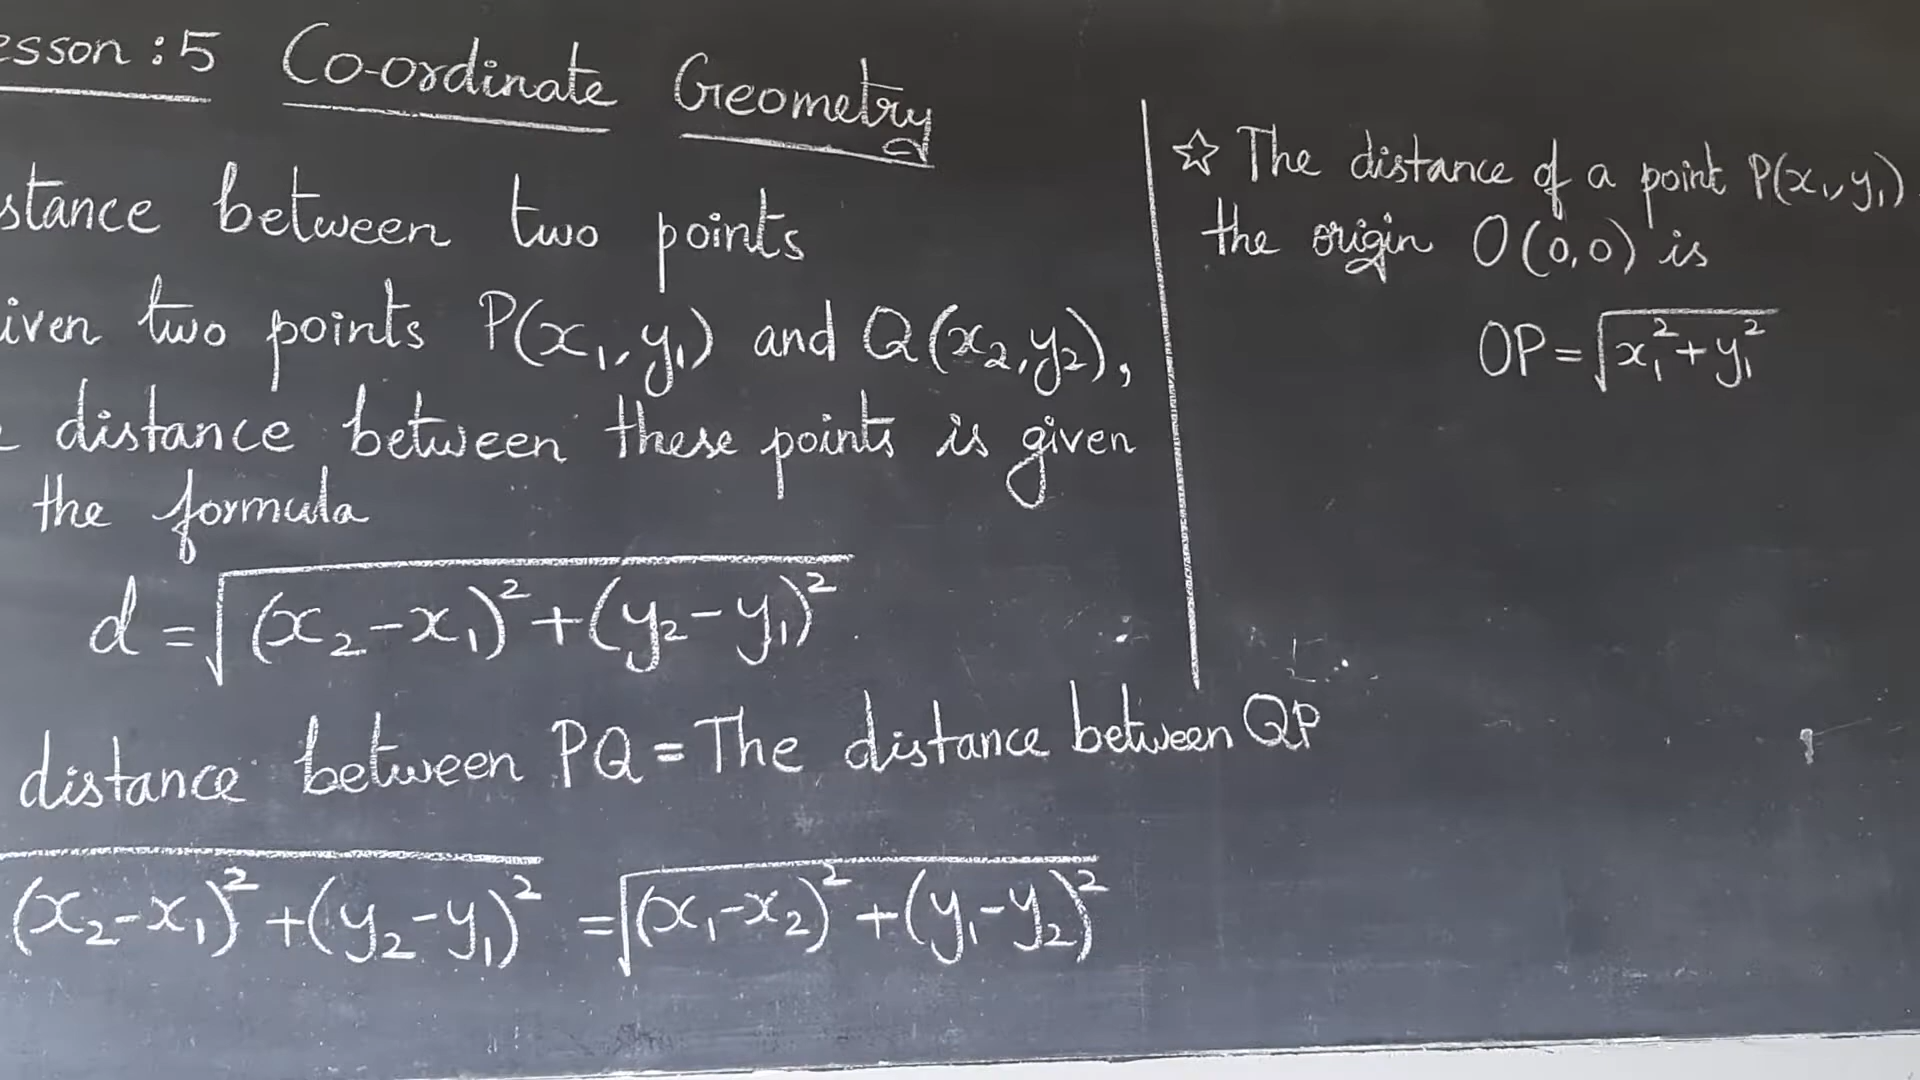 esson : 5 Co-ordinate Geometry
stance between two points
iven two points P(x₁, y₁) and Q(x₂, y₂),
distance between these points is given
the formula
d = √(x₂-x₁)² + (y₂-y₁)²
distance between PQ = The distance between QP
(x₂-x₁)² + (y₂-y₁)² = √(x₁-x₂)² + (y₁-y₂)²
☆ The distance of a point P(x₁, y₁)
the origin O(0,0) is
OP = √x₁² + y₁²